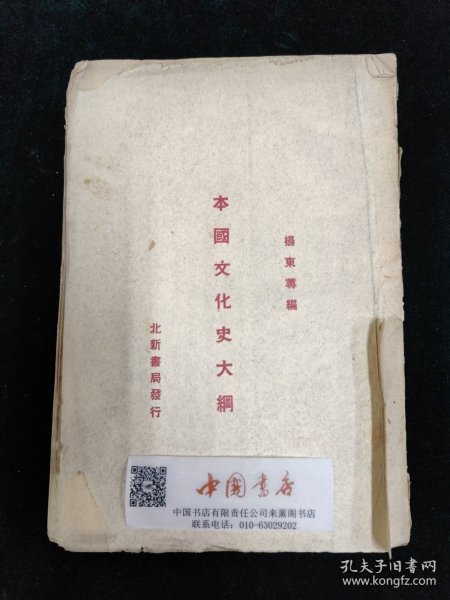 楊東蓴編
本國文化史大綱
北新書局發行
中國書店
中国书店有限责任公司来薰阁书店
联系电话：010-63029202
孔夫子旧书网
www.kongfz.com